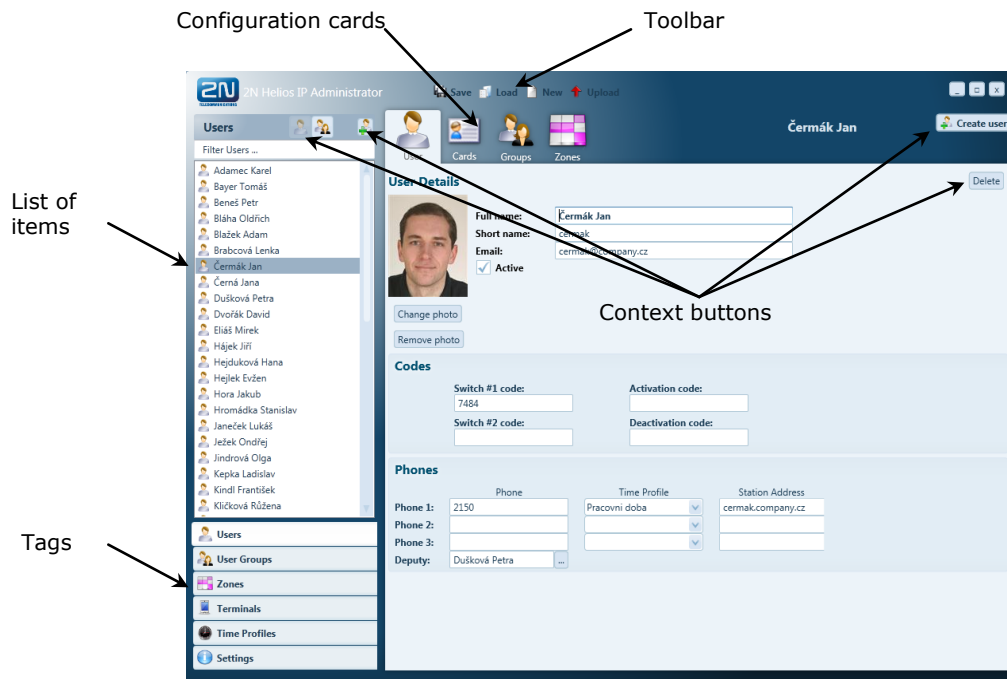 Configuration cards
Toolbar
2N
TELECOMMUNICATIONS
2N Helios IP Administrator
Save
Load
New
Upload
Users
User
Cards
Groups
Zones
Čermák Jan
Create user
Filter Users ...
List of
items
Adamec Karel
Bayer Tomáš
Beneš Petr
Bláha Oldřich
Blažek Adam
Brabcová Lenka
Čermák Jan
Černá Jana
Dušková Petra
Dvořák David
Eliáš Mirek
Hájek Jiří
Hejduková Hana
Hejlek Evžen
Hora Jakub
Hromádka Stanislav
Janeček Lukáš
Ježek Ondřej
Jindrová Olga
Kepka Ladislav
Kindl František
Kličková Růžena
Tags
Users
User Groups
Zones
Terminals
Time Profiles
Settings
User Details
Delete
Full name: Čermák Jan
Short name: cermak
Email: cermak@company.cz
Active
Context buttons
Change photo
Remove photo
Codes
Switch #1 code: Activation code:
7484
Switch #2 code: Deactivation code:
Phones
Phone Time Profile Station Address
Phone 1: 2150 Pracovni doba cermak.company.cz
Phone 2:
Phone 3:
Deputy: Dušková Petra ...